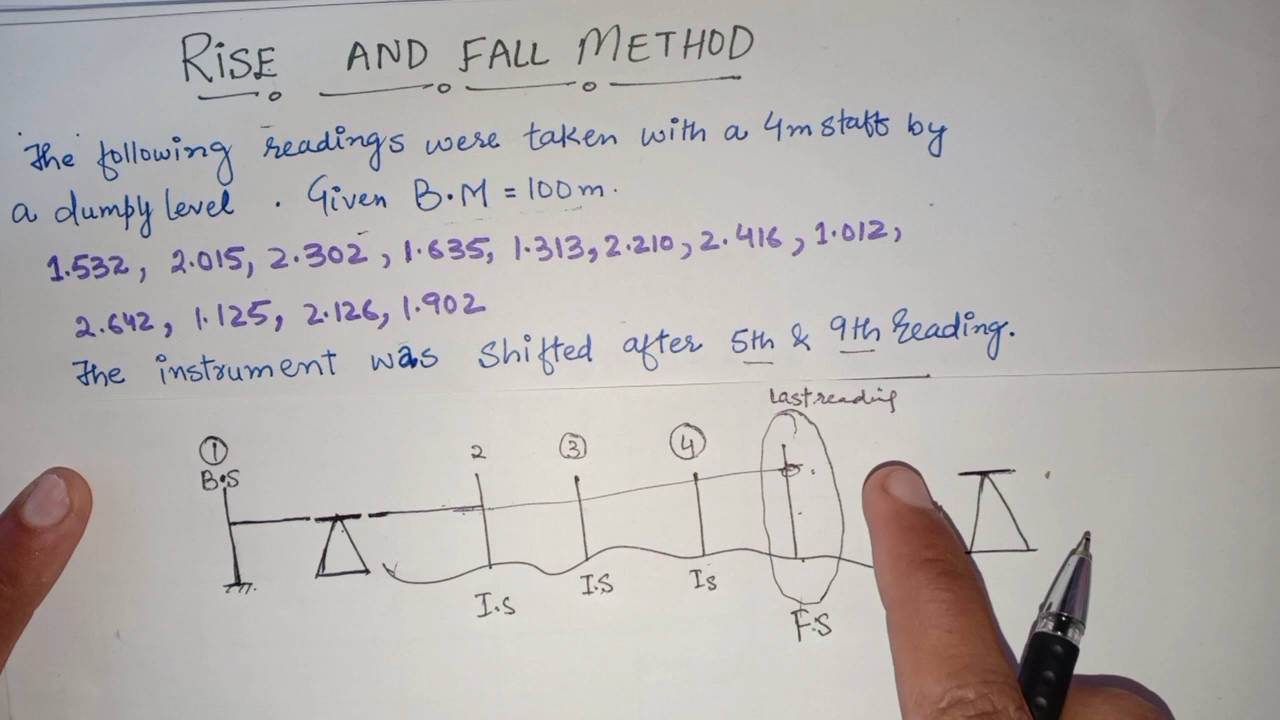 RISE AND FALL METHOD
The following readings were taken with a 4m staff by
a dumpy level . Given B.M = 100m.
1.532, 2.015, 2.302, 1.635, 1.313, 2.210, 2.416, 1.012,
2.642, 1.125, 2.126, 1.902
The instrument was shifted after 5th & 9th reading.
Last reading
1 2 3 4
B.S
I.S I.S Is
F.S